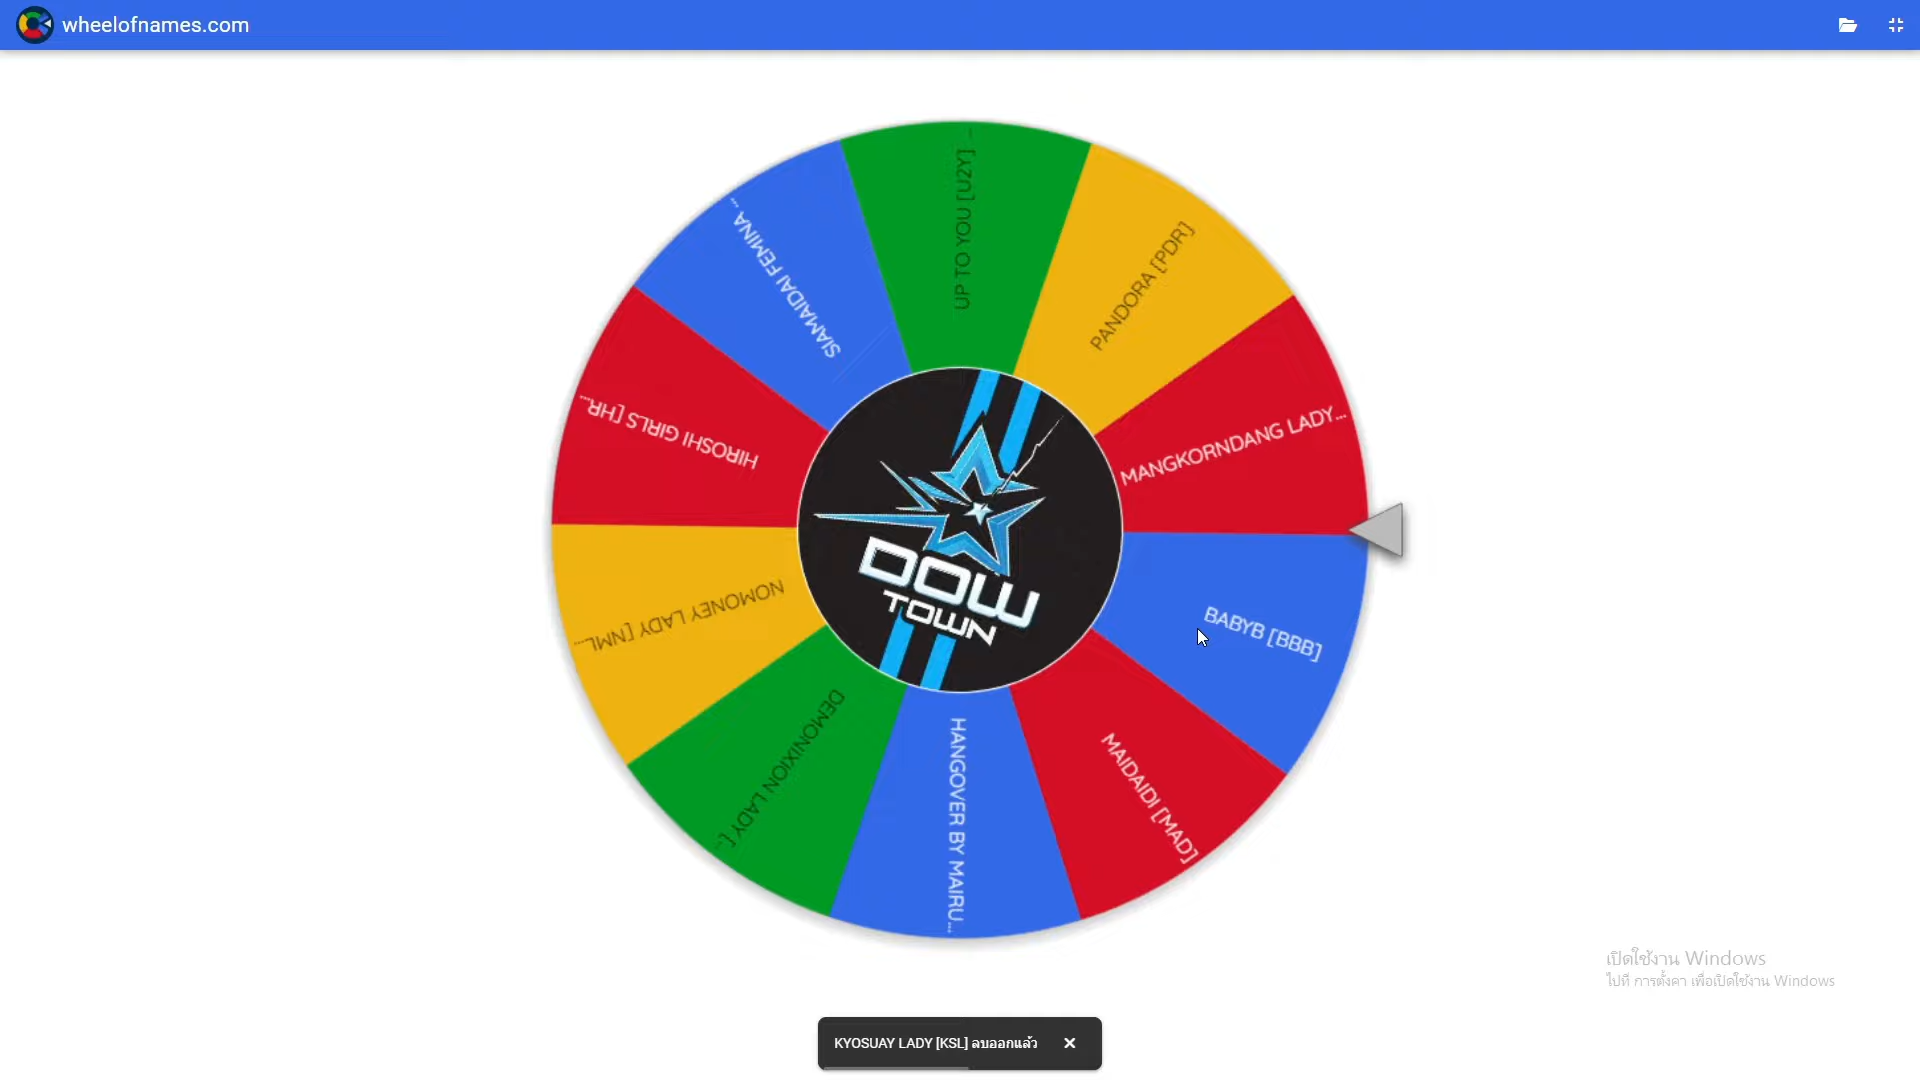 wheelofnames.com
UP TO YOU [UZY] ...
PANDORA [PDR]
MANGKORNDANG LADY...
BABYB [BBB]
MAIDAIDI [MAD]
HANGOVER BY MAIRU...
DEMONIXION LADY [...
NOMONEY LADY [NML...
HIROSHI GIRLS [HR...
SIAMAIDAI FEMINA ...
DOW
TOWN
เปิดใช้งาน Windows
ไปที่ การตั้งค่า เพื่อเปิดใช้งาน Windows
KYOSUAY LADY [KSL] ลบออกแล้ว